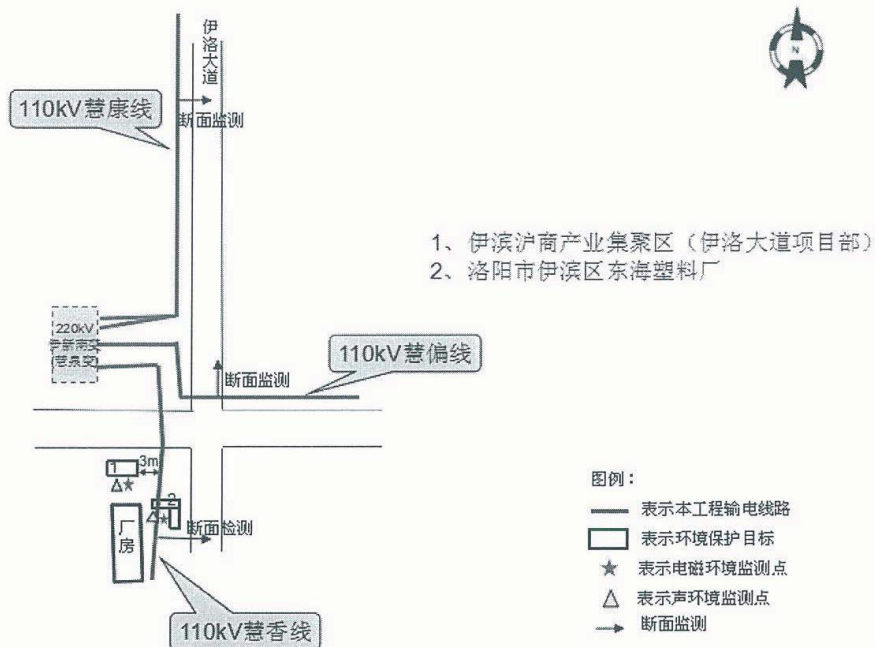 伊洛大道
N
110kV慧康线
断面监测
1、伊滨沪商产业集聚区（伊洛大道项目部）
2、洛阳市伊滨区东海塑料厂
220kV
(慧泉变)
110kV慧偏线
断面监测
1
3m
2
厂房
断面检测
110kV慧香线
图例：
表示本工程输电线路
表示环境保护目标
表示电磁环境监测点
表示声环境监测点
断面监测